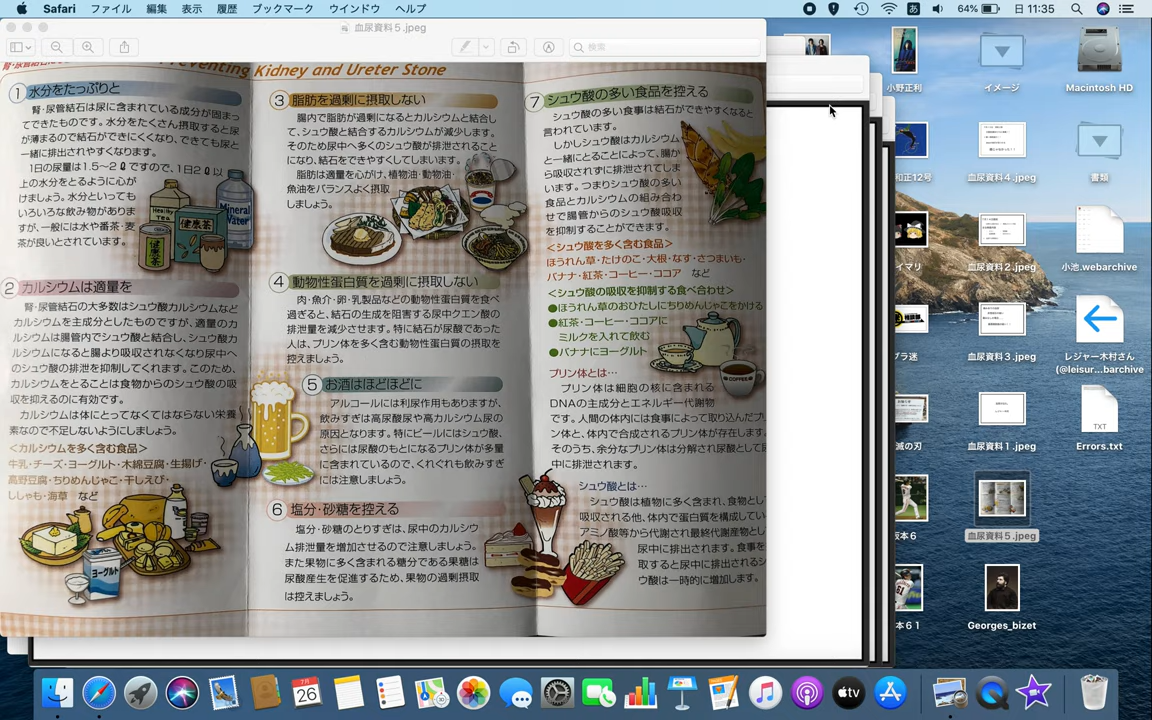 Safari ファイル 編集 表示 履歴 ブックマーク ウインドウ ヘルプ
64% 日 11:35
血尿資料５.jpeg
検索
腎･尿管結石
eventing Kidney and Ureter Stone
① 水分をたっぷりと
腎･尿管結石は尿に含まれている成分が固まっ
てできたものです。水分をたくさん摂取すると尿
が薄まるので結石ができにくくなり、できても尿と
一緒に排出されやすくなります。
1日の尿量は1.5〜2ℓですので、1日2ℓ以
上の水分をとるように心が
けましょう。水分といっても
いろいろな飲み物がありま
すが、一般には水や番茶･麦
茶が良いとされています。
Healthy Tea
健康茶
健康茶
Mineral Water
② カルシウムは適量を
腎･尿管結石の大多数はシュウ酸カルシウムなど
カルシウムを主成分としたものですが、適量のカ
ルシウムは腸管内でシュウ酸と結合し、シュウ酸カ
ルシウムになると腸より吸収されなくなり尿中へ
のシュウ酸の排泄を抑制してくれます。このため、
カルシウムをとることは食物からのシュウ酸の吸
収を抑えるのに有効です。
カルシウムは体にとってなくてはならない栄養
素なので不足しないようにしましょう。
<カルシウムを多く含む食品>
牛乳･チーズ･ヨーグルト･木綿豆腐･生揚げ･
高野豆腐･ちりめんじゃこ･干しえび･
ししゃも･海草 など
ヨーグルト
③ 脂肪を過剰に摂取しない
腸内で脂肪が過剰になるとカルシウムと結合し
て、シュウ酸と結合するカルシウムが減少します。
そのため尿中へ多くのシュウ酸が排泄されること
になり、結石をできやすくしてしまいます。
脂肪は適量を心がけ、植物油･動物油･
魚油をバランスよく摂取
しましょう。
④ 動物性蛋白質を過剰に摂取しない
肉･魚介･卵･乳製品などの動物性蛋白質を食べ
過ぎると、結石の生成を阻害する尿中クエン酸の
排泄量を減少させます。特に結石が尿酸であった
人は、プリン体を多く含む動物性蛋白質の摂取を
控えましょう。
⑤ お酒はほどほどに
アルコールには利尿作用もありますが、
飲みすぎは高尿酸尿や高カルシウム尿の
原因となります。特にビールにはシュウ酸、
さらには尿酸のもとになるプリン体が多量
に含まれているので、くれぐれも飲みすぎ
には注意しましょう。
⑥ 塩分･砂糖を控える
塩分･砂糖のとりすぎは、尿中のカルシウ
ム排泄量を増加させるので注意しましょう。
また果物に多く含まれる糖分である果糖は
尿酸産生を促進するため、果物の過剰摂取
は控えましょう。
⑦ シュウ酸の多い食品を控える
シュウ酸の多い食事は結石ができやすくなると
言われています。
しかしシュウ酸はカルシウム
と一緒にとることによって、腸か
ら吸収されずに排泄されてしま
います。つまりシュウ酸の多い
食品とカルシウムの組み合わ
せで腸管からのシュウ酸吸収
を抑制することができます。
<シュウ酸を多く含む食品>
ほうれん草･たけのこ･大根･なす･さつまいも･
バナナ･紅茶･コーヒー･ココア など
<シュウ酸の吸収を抑制する食べ合わせ>
●ほうれん草のおひたしにちりめんじゃこをかける
●紅茶･コーヒー･ココアに
ミルクを入れて飲む
●バナナにヨーグルト
COFFEE
プリン体とは…
プリン体は細胞の核に含まれる
DNAの主成分とエネルギー代謝物
です。人間の体内には食事によって取り込んだプ
ン体と、体内で合成されるプリン体が存在します
そのうち、余分なプリン体は分解され尿酸として
中に排泄されます。
シュウ酸とは…
シュウ酸は植物に多く含まれ、食物とし
吸収される他、体内で蛋白質を構成してい
アミノ酸等から代謝され最終代謝産物とし
尿中に排出されます。食事を
取すると尿中に排出される
ウ酸は一時的に増加します。
小野正利
イメージ
Macintosh HD
和正12号
血尿資料４.jpeg
書類
イマリ
血尿資料２.jpeg
小池.webarchive
ブラ迷
血尿資料３.jpeg
レジャー木村さん
(@leisur...barchive
滅の刃
血尿資料１.jpeg
TXT
Errors.txt
坂本６
血尿資料５.jpeg
本６１
Georges_bizet
7月
26